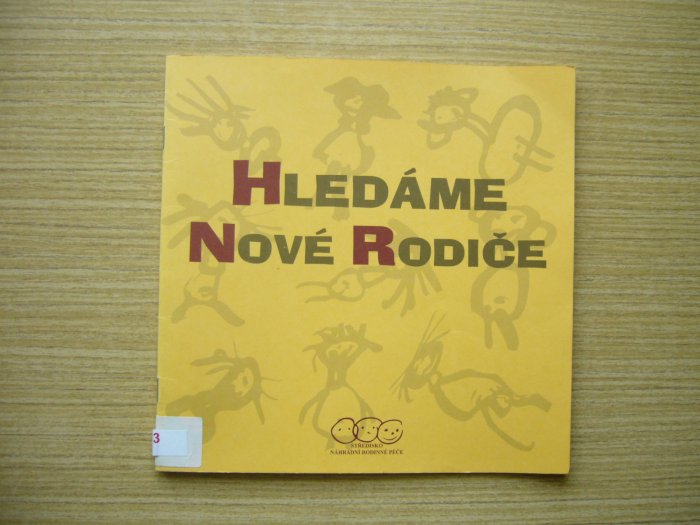 HLEDÁME
NOVÉ RODIČE
3
STŘEDISKO
NÁHRADNÍ RODINNÉ PÉČE